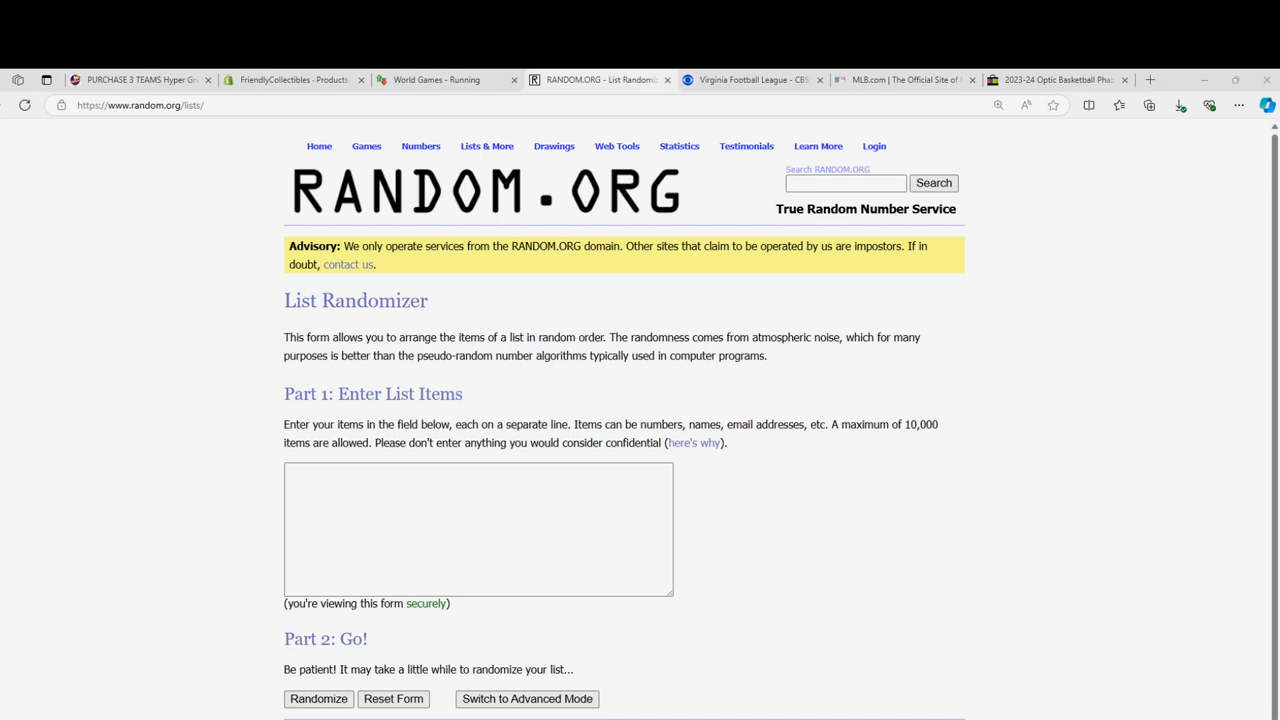 PURCHASE 3 TEAMS Hyper Gr
FriendlyCollectibles · Products
World Games - Running
RANDOM.ORG - List Randomiz
Virginia Football League - CBS
MLB.com | The Official Site of
2023-24 Optic Basketball Pha
https://www.random.org/lists/
Home Games Numbers Lists & More Drawings Web Tools Statistics Testimonials Learn More Login
RANDOM.ORG
Search RANDOM.ORG
Search
True Random Number Service
Advisory: We only operate services from the RANDOM.ORG domain. Other sites that claim to be operated by us are impostors. If in
doubt, contact us.
List Randomizer
This form allows you to arrange the items of a list in random order. The randomness comes from atmospheric noise, which for many
purposes is better than the pseudo-random number algorithms typically used in computer programs.
Part 1: Enter List Items
Enter your items in the field below, each on a separate line. Items can be numbers, names, email addresses, etc. A maximum of 10,000
items are allowed. Please don't enter anything you would consider confidential (here's why).
(you're viewing this form securely)
Part 2: Go!
Be patient! It may take a little while to randomize your list...
Randomize Reset Form Switch to Advanced Mode